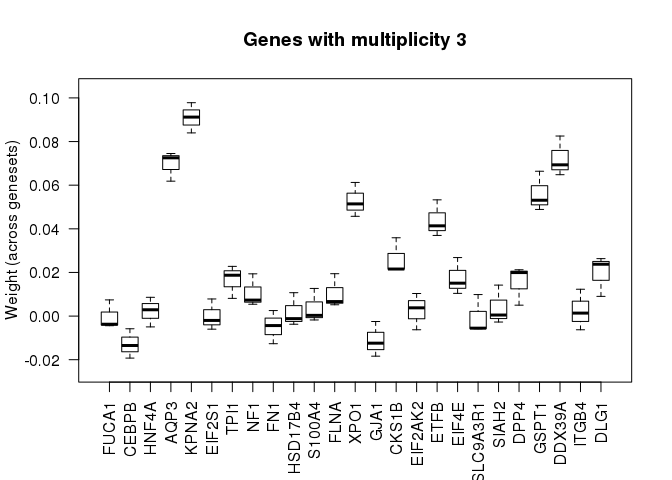 Genes with multiplicity 3
Weight (across genesets)
0.10
0.08
0.06
0.04
0.02
0.00
-0.02
FUCA1
CEBPB
HNF4A
AQP3
KPNA2
EIF2S1
TPI1
NF1
FN1
HSD17B4
S100A4
FLNA
XPO1
GJA1
CKS1B
EIF2AK2
ETFB
EIF4E
SLC9A3R1
SIAH2
DPP4
GSPT1
DDX39A
ITGB4
DLG1